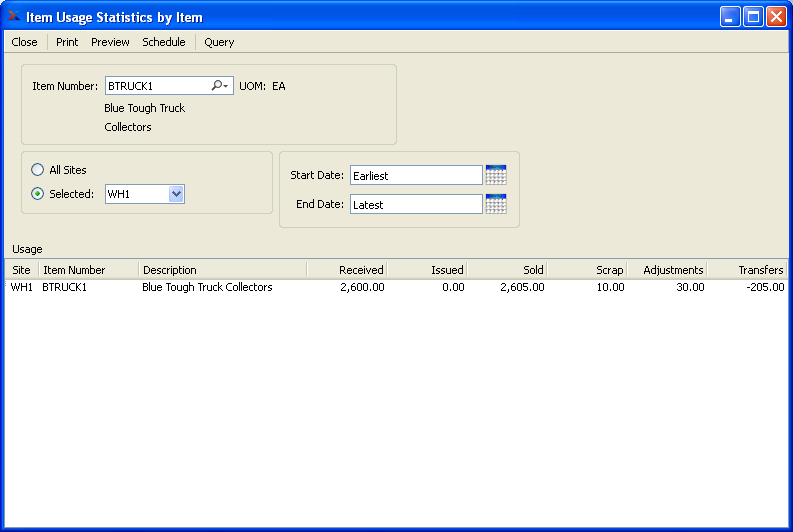 Item Usage Statistics by Item
Close Print Preview Schedule Query
Item Number: BTRUCK1 UOM: EA
Blue Tough Truck
Collectors
All Sites
Selected: WH1
Start Date: Earliest
End Date: Latest
Usage
Site Item Number Description Received Issued Sold Scrap Adjustments Transfers
WH1 BTRUCK1 Blue Tough Truck Collectors 2,600.00 0.00 2,605.00 10.00 30.00 -205.00